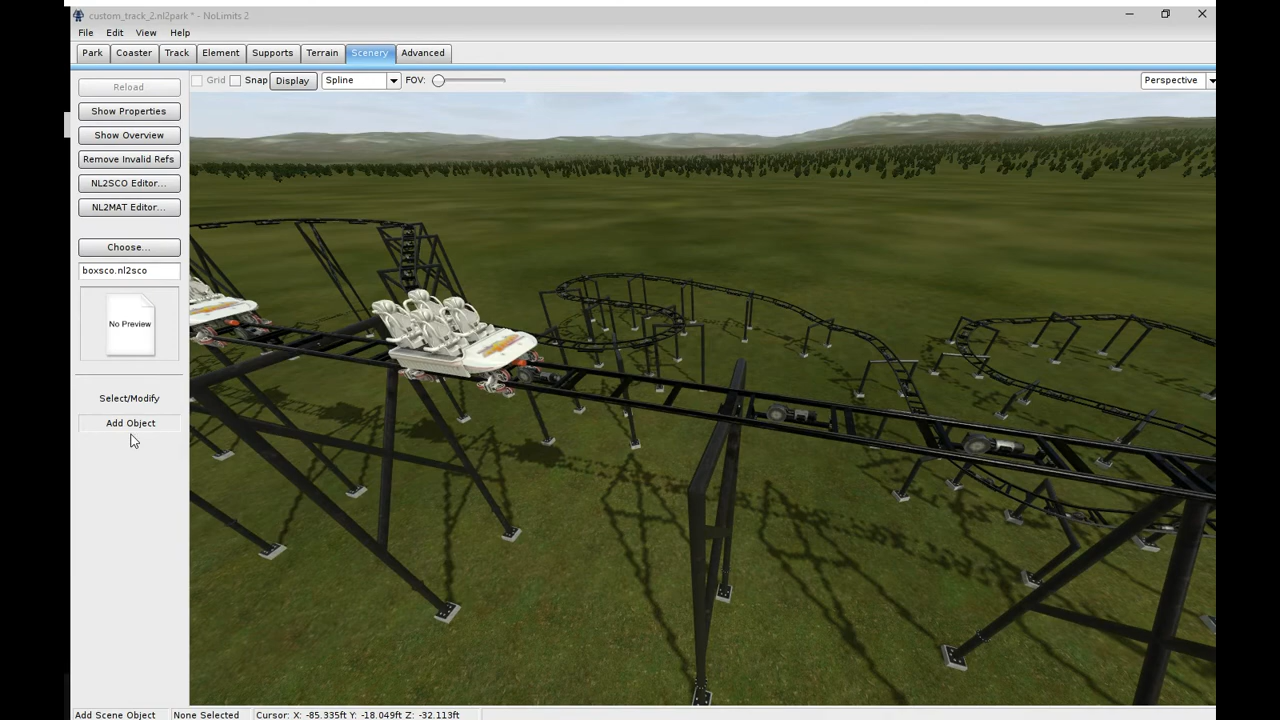 custom_track_2.nl2park * - NoLimits 2
File Edit View Help
Park Coaster Track Element Supports Terrain Scenery Advanced
Reload
Grid Snap Display Spline FOV: Perspective
Show Properties
Show Overview
Remove Invalid Refs
NL2SCO Editor...
NL2MAT Editor...
Choose...
boxsco.nl2sco
No Preview
Select/Modify
Add Object
Add Scene Object None Selected Cursor: X: -85.335ft Y: -18.049ft Z: -32.113ft